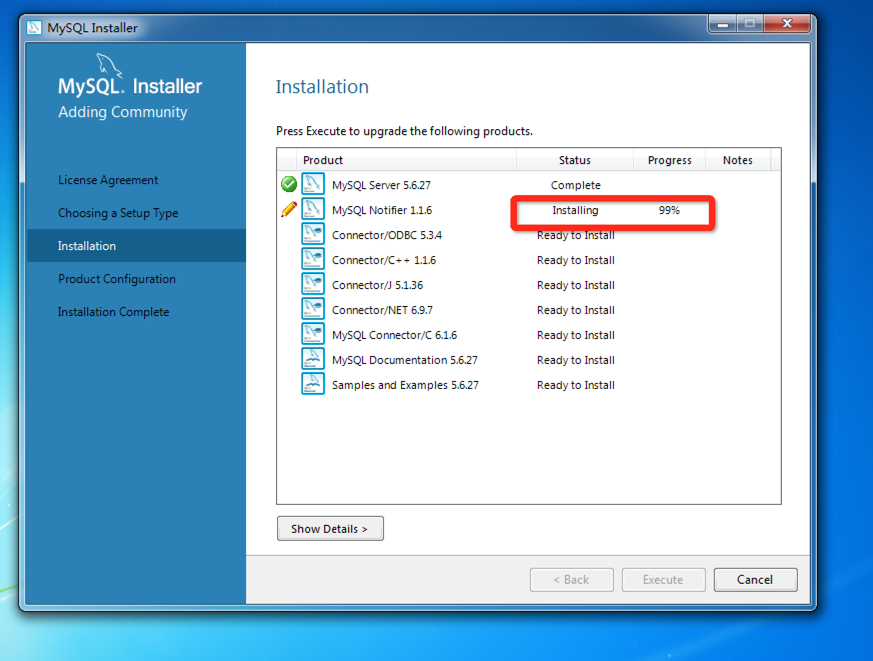 MySQL Installer
MySQL. Installer
Adding Community
License Agreement
Choosing a Setup Type
Installation
Product Configuration
Installation Complete
Installation
Press Execute to upgrade the following products.
Product Status Progress Notes
MySQL Server 5.6.27 Complete
MySQL Notifier 1.1.6 Installing 99%
Connector/ODBC 5.3.4 Ready to Install
Connector/C++ 1.1.6 Ready to Install
Connector/J 5.1.36 Ready to Install
Connector/NET 6.9.7 Ready to Install
MySQL Connector/C 6.1.6 Ready to Install
MySQL Documentation 5.6.27 Ready to Install
Samples and Examples 5.6.27 Ready to Install
Show Details >
< Back Execute Cancel